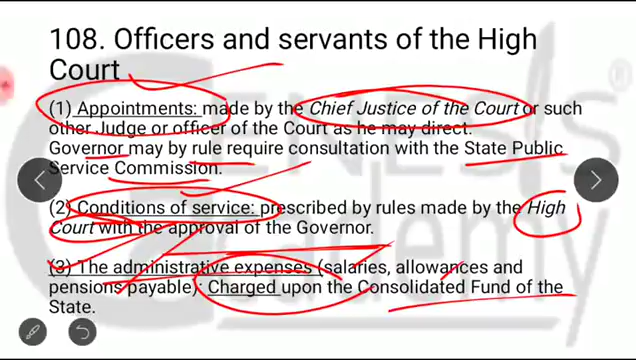 108. Officers and servants of the High
Court
(1) Appointments: made by the Chief Justice of the Court or such
other Judge or officer of the Court as he may direct.
Governor may by rule require consultation with the State Public
Service Commission.
(2) Conditions of service: prescribed by rules made by the High
Court with the approval of the Governor.
(3) The administrative expenses (salaries, allowances and
pensions payable): Charged upon the Consolidated Fund of the
State.
GENESIS
Academy